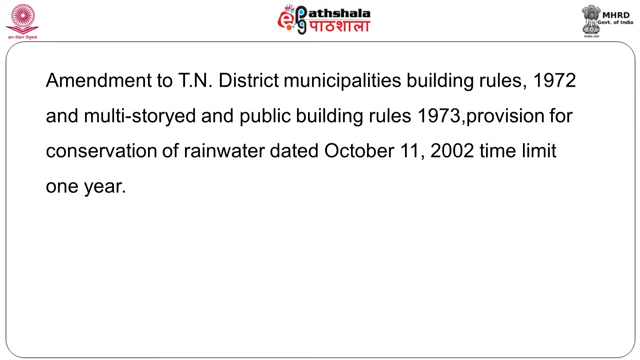 Pathshala
पाठशाला
MHRD
Govt. of India
Amendment to T.N. District municipalities building rules, 1972
and multi-storyed and public building rules 1973,provision for
conservation of rainwater dated October 11, 2002 time limit
one year.